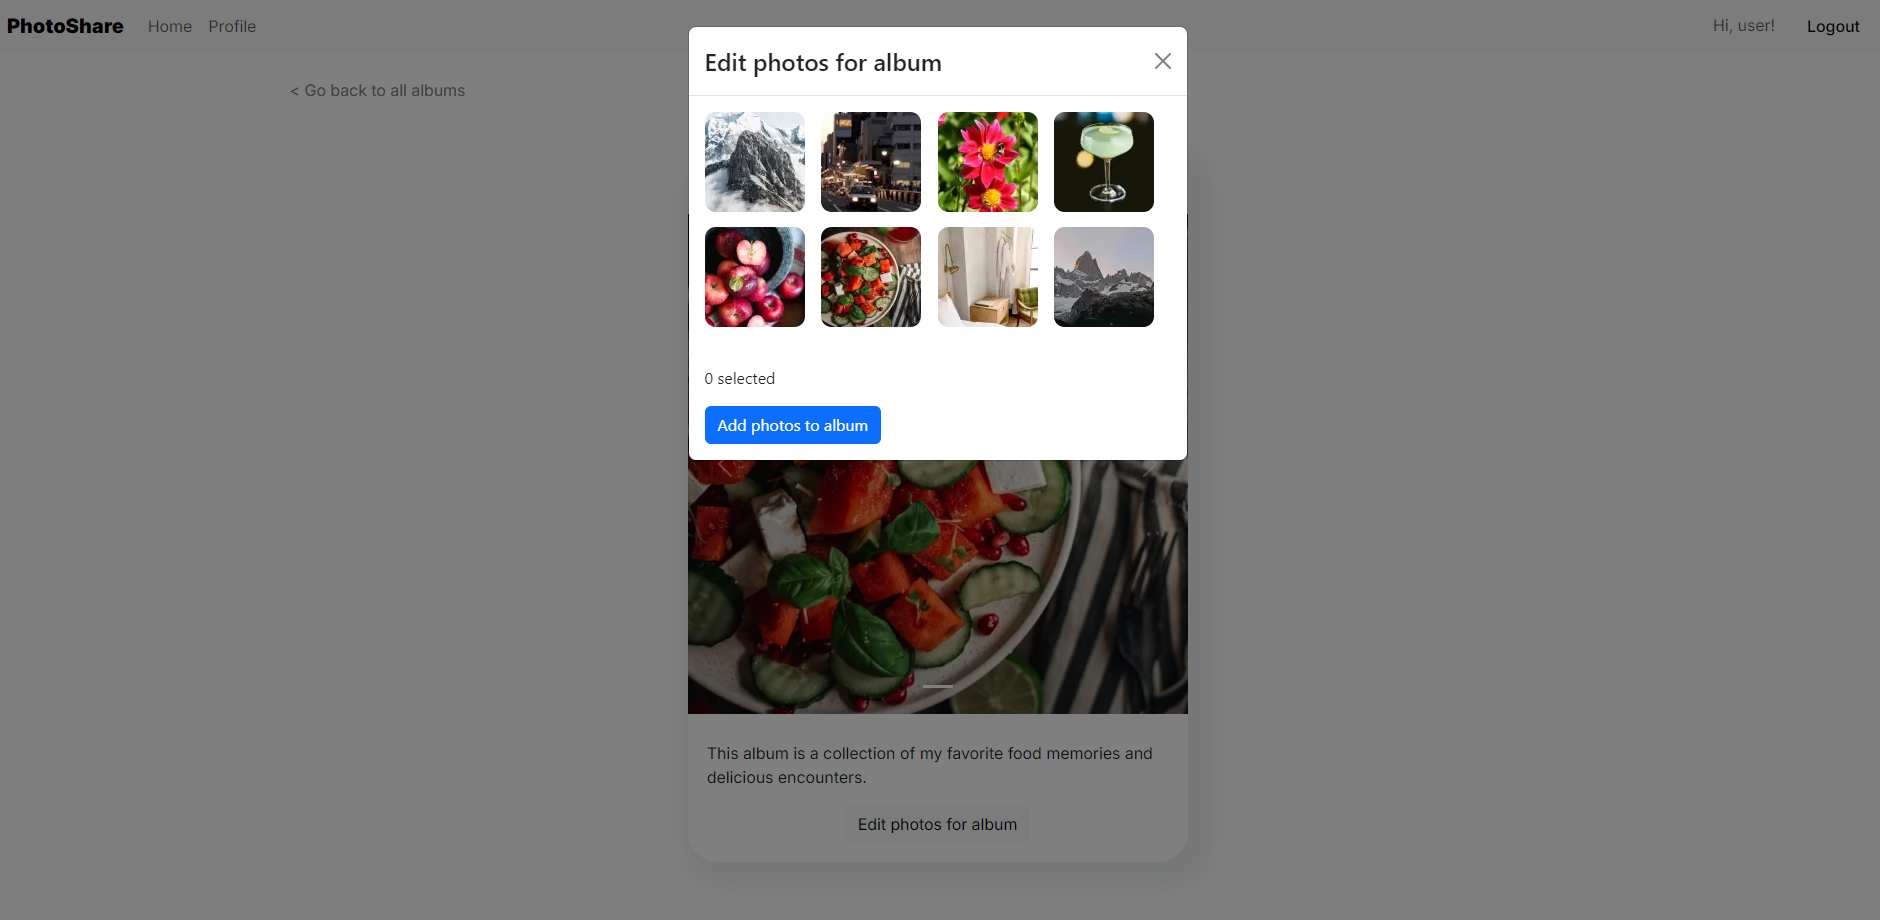 PhotoShare Home Profile Hi, user! Logout
< Go back to all albums
Edit photos for album
0 selected
Add photos to album
This album is a collection of my favorite food memories and
delicious encounters.
Edit photos for album